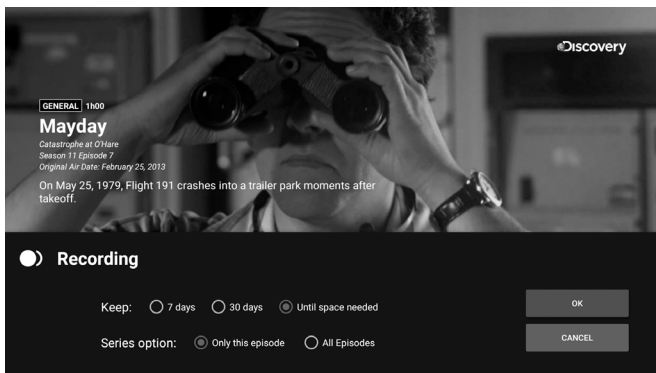 Discovery
GENERAL 1h00
Mayday
Catastrophe at O'Hare
Season 11 Episode 7
Original Air Date: February 25, 2013
On May 25, 1979, Flight 191 crashes into a trailer park moments after
takeoff.
Recording
Keep: 7 days 30 days Until space needed
OK
Series option: Only this episode All Episodes
CANCEL